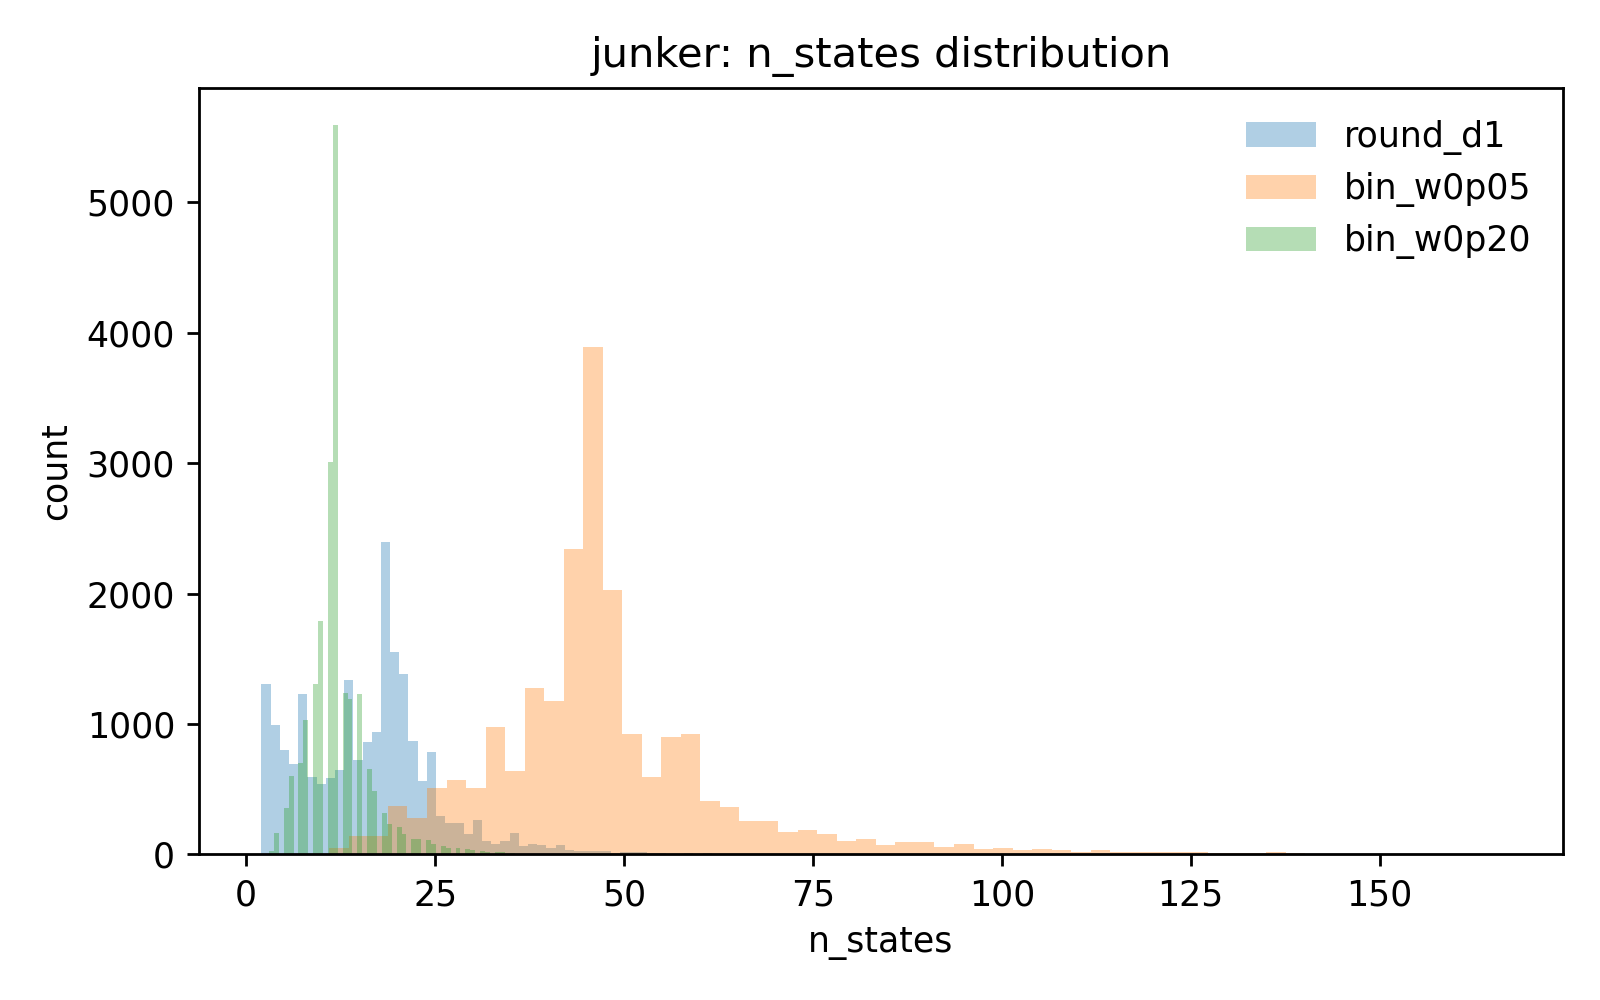 junker: n_states distribution
round_d1
bin_w0p05
bin_w0p20
count
5000
4000
3000
2000
1000
0
0 25 50 75 100 125 150
n_states